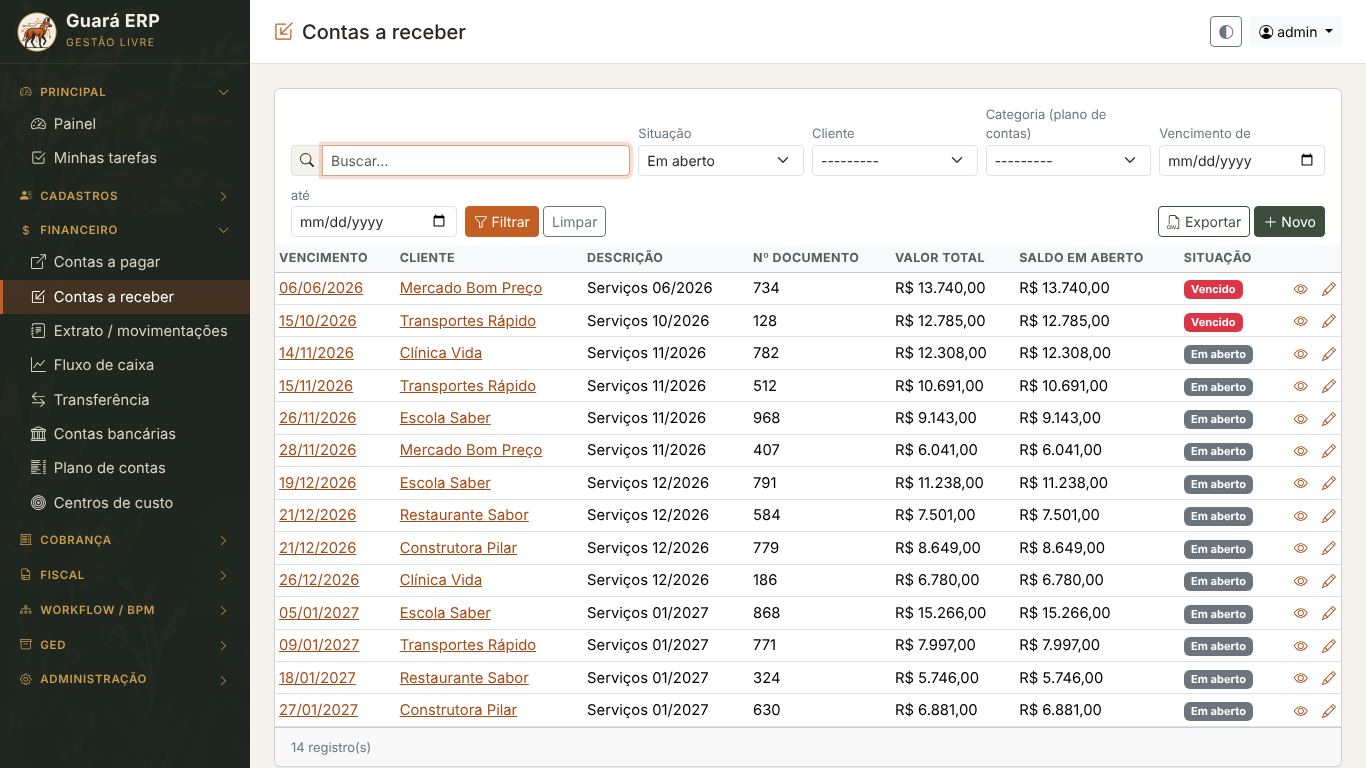 Guará ERP
GESTÃO LIVRE
PRINCIPAL
Painel
Minhas tarefas
CADASTROS
FINANCEIRO
Contas a pagar
Contas a receber
Extrato / movimentações
Fluxo de caixa
Transferência
Contas bancárias
Plano de contas
Centros de custo
COBRANÇA
FISCAL
WORKFLOW / BPM
GED
ADMINISTRAÇÃO
Contas a receber
admin
Buscar...
Situação
Em aberto
Cliente
---------
Categoria (plano de
contas)
---------
Vencimento de
mm/dd/yyyy
até
mm/dd/yyyy
Filtrar
Limpar
Exportar
Novo
VENCIMENTO CLIENTE DESCRIÇÃO Nº DOCUMENTO VALOR TOTAL SALDO EM ABERTO SITUAÇÃO
06/06/2026 Mercado Bom Preço Serviços 06/2026 734 R$ 13.740,00 R$ 13.740,00 Vencido
15/10/2026 Transportes Rápido Serviços 10/2026 128 R$ 12.785,00 R$ 12.785,00 Vencido
14/11/2026 Clínica Vida Serviços 11/2026 782 R$ 12.308,00 R$ 12.308,00 Em aberto
15/11/2026 Transportes Rápido Serviços 11/2026 512 R$ 10.691,00 R$ 10.691,00 Em aberto
26/11/2026 Escola Saber Serviços 11/2026 968 R$ 9.143,00 R$ 9.143,00 Em aberto
28/11/2026 Mercado Bom Preço Serviços 11/2026 407 R$ 6.041,00 R$ 6.041,00 Em aberto
19/12/2026 Escola Saber Serviços 12/2026 791 R$ 11.238,00 R$ 11.238,00 Em aberto
21/12/2026 Restaurante Sabor Serviços 12/2026 584 R$ 7.501,00 R$ 7.501,00 Em aberto
21/12/2026 Construtora Pilar Serviços 12/2026 779 R$ 8.649,00 R$ 8.649,00 Em aberto
26/12/2026 Clínica Vida Serviços 12/2026 186 R$ 6.780,00 R$ 6.780,00 Em aberto
05/01/2027 Escola Saber Serviços 01/2027 868 R$ 15.266,00 R$ 15.266,00 Em aberto
09/01/2027 Transportes Rápido Serviços 01/2027 771 R$ 7.997,00 R$ 7.997,00 Em aberto
18/01/2027 Restaurante Sabor Serviços 01/2027 324 R$ 5.746,00 R$ 5.746,00 Em aberto
27/01/2027 Construtora Pilar Serviços 01/2027 630 R$ 6.881,00 R$ 6.881,00 Em aberto
14 registro(s)